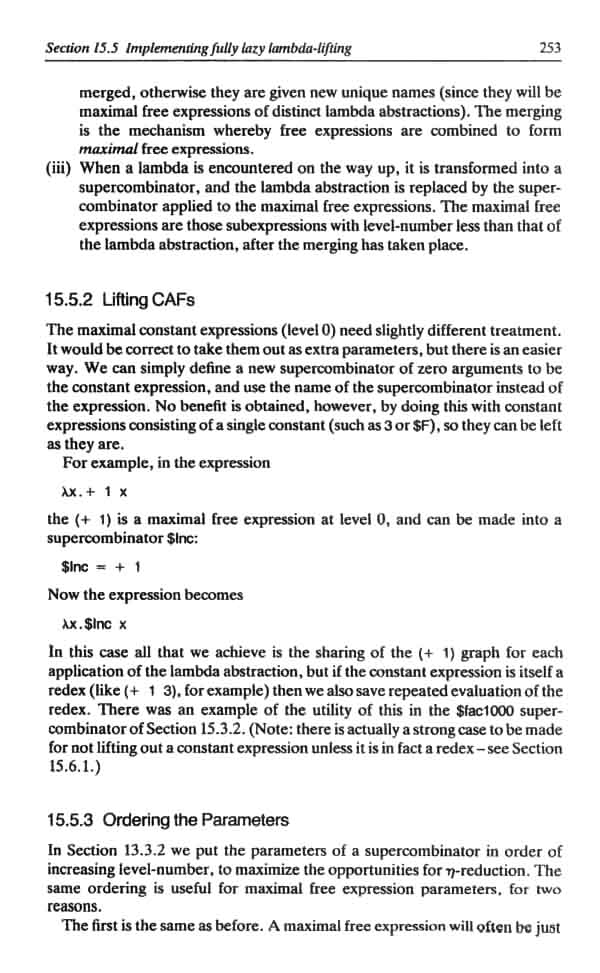 Section 15.5 Implementing fully lazy lambda-lifting 253
merged, otherwise they are given new unique names (since they will be
maximal free expressions of distinct lambda abstractions). The merging
is the mechanism whereby free expressions are combined to form
maximal free expressions.
(iii) When a lambda is encountered on the way up, it is transformed into a
supercombinator, and the lambda abstraction is replaced by the super-
combinator applied to the maximal free expressions. The maximal free
expressions are those subexpressions with level-number less than that of
the lambda abstraction, after the merging has taken place.
15.5.2 Lifting CAFs
The maximal constant expressions (level 0) need slightly different treatment.
It would be correct to take them out as extra parameters, but there is an easier
way. We can simply define a new supercombinator of zero arguments to be
the constant expression, and use the name of the supercombinator instead of
the expression. No benefit is obtained, however, by doing this with constant
expressions consisting of a single constant (such as 3 or $F), so they can be left
as they are.
For example, in the expression
λx.+ 1 x
the (+ 1) is a maximal free expression at level 0, and can be made into a
supercombinator $Inc:
$Inc = + 1
Now the expression becomes
λx.$Inc x
In this case all that we achieve is the sharing of the (+ 1) graph for each
application of the lambda abstraction, but if the constant expression is itself a
redex (like (+ 1 3), for example) then we also save repeated evaluation of the
redex. There was an example of the utility of this in the $fac1000 super-
combinator of Section 15.3.2. (Note: there is actually a strong case to be made
for not lifting out a constant expression unless it is in fact a redex – see Section
15.6.1.)
15.5.3 Ordering the Parameters
In Section 13.3.2 we put the parameters of a supercombinator in order of
increasing level-number, to maximize the opportunities for η-reduction. The
same ordering is useful for maximal free expression parameters, for two
reasons.
The first is the same as before. A maximal free expression will often be just